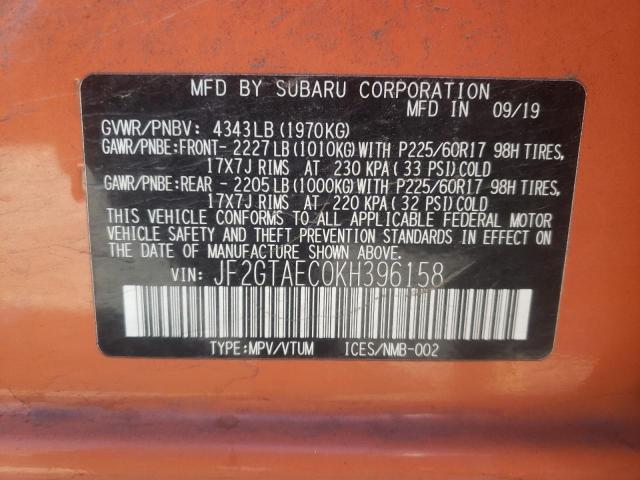 MFD BY SUBARU CORPORATION
MFD IN 09/19
GVWR/PNBV: 4343LB (1970KG)
GAWR/PNBE:FRONT- 2227LB (1010KG)WITH P225/60R17 98H TIRES,
17X7J RIMS AT 230 KPA ( 33 PSI)COLD
GAWR/PNBE:REAR - 2205LB (1000KG)WITH P225/60R17 98H TIRES,
17X7J RIMS AT 220 KPA ( 32 PSI)COLD
THIS VEHICLE CONFORMS TO ALL APPLICABLE FEDERAL MOTOR
VEHICLE SAFETY AND THEFT PREVENTION STANDARDS IN EFFECT ON
THE DATE OF MANUFACTURE SHOWN ABOVE.
VIN: JF2GTAEC0KH396158
TYPE:MPV/VTUM ICES/NMB-002